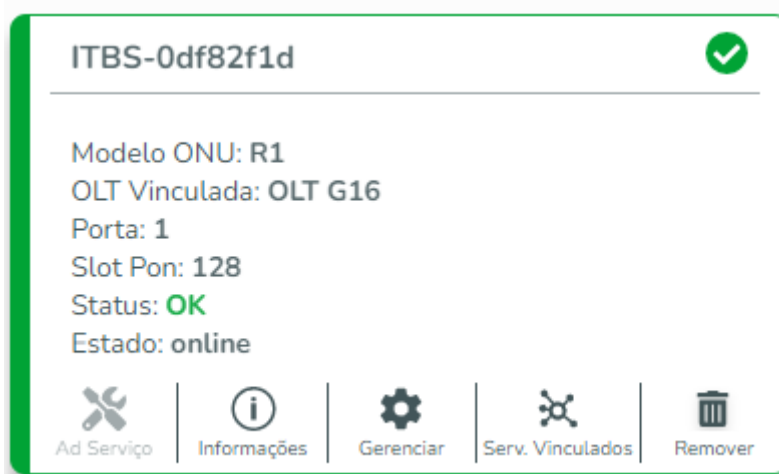 ITBS-0df82f1d
Modelo ONU: R1
OLT Vinculada: OLT G16
Porta: 1
Slot Pon: 128
Status: OK
Estado: online
Ad Serviço Informações Gerenciar Serv. Vinculados Remover